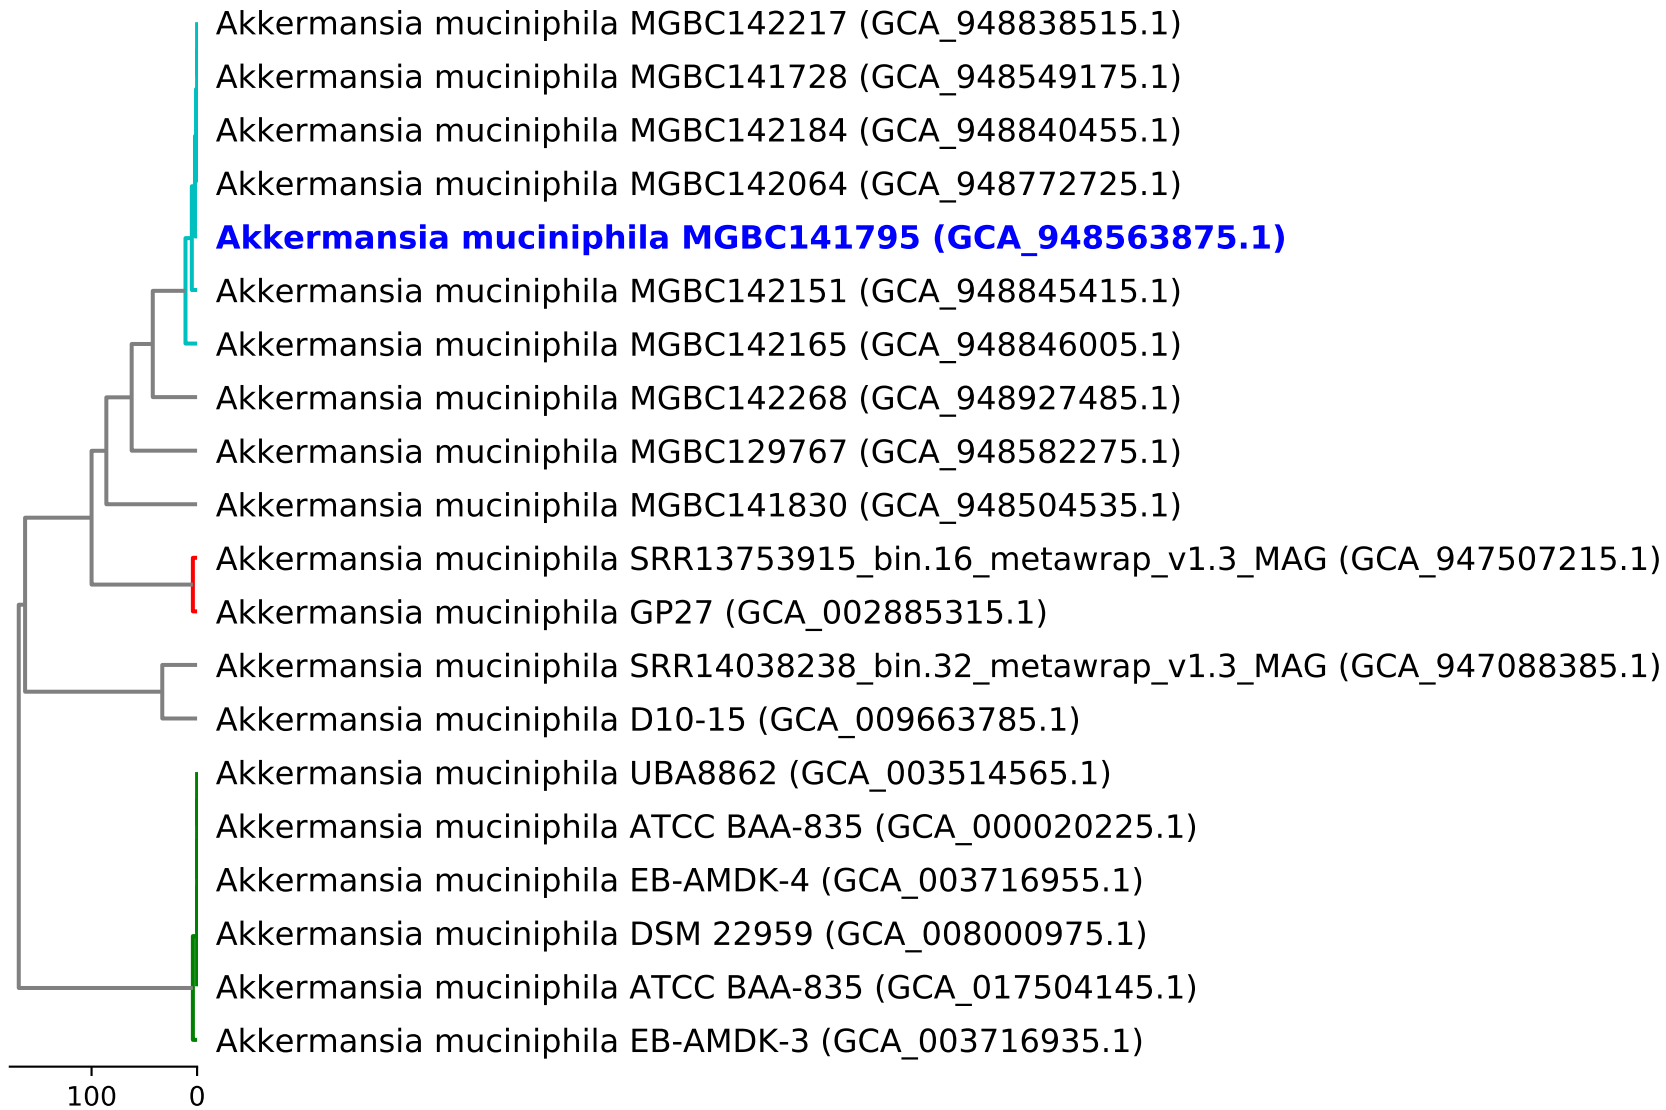 Akkermansia muciniphila MGBC142217 (GCA_948838515.1)
Akkermansia muciniphila MGBC141728 (GCA_948549175.1)
Akkermansia muciniphila MGBC142184 (GCA_948840455.1)
Akkermansia muciniphila MGBC142064 (GCA_948772725.1)
Akkermansia muciniphila MGBC141795 (GCA_948563875.1)
Akkermansia muciniphila MGBC142151 (GCA_948845415.1)
Akkermansia muciniphila MGBC142165 (GCA_948846005.1)
Akkermansia muciniphila MGBC142268 (GCA_948927485.1)
Akkermansia muciniphila MGBC129767 (GCA_948582275.1)
Akkermansia muciniphila MGBC141830 (GCA_948504535.1)
Akkermansia muciniphila SRR13753915_bin.16_metawrap_v1.3_MAG (GCA_947507215.1)
Akkermansia muciniphila GP27 (GCA_002885315.1)
Akkermansia muciniphila SRR14038238_bin.32_metawrap_v1.3_MAG (GCA_947088385.1)
Akkermansia muciniphila D10-15 (GCA_009663785.1)
Akkermansia muciniphila UBA8862 (GCA_003514565.1)
Akkermansia muciniphila ATCC BAA-835 (GCA_000020225.1)
Akkermansia muciniphila EB-AMDK-4 (GCA_003716955.1)
Akkermansia muciniphila DSM 22959 (GCA_008000975.1)
Akkermansia muciniphila ATCC BAA-835 (GCA_017504145.1)
Akkermansia muciniphila EB-AMDK-3 (GCA_003716935.1)
100 0